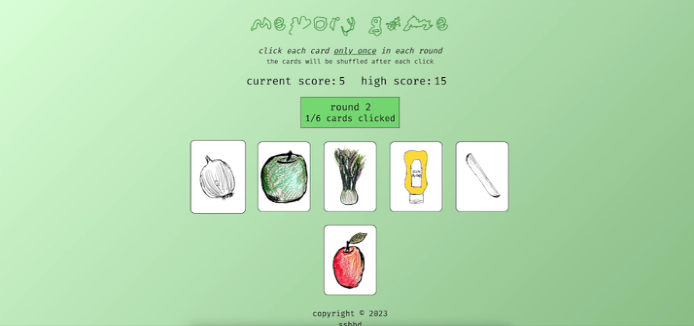 memory game
click each card only once in each round
the cards will be shuffled after each click
current score: 5 high score: 15
round 2
1/6 cards clicked
copyright © 2023